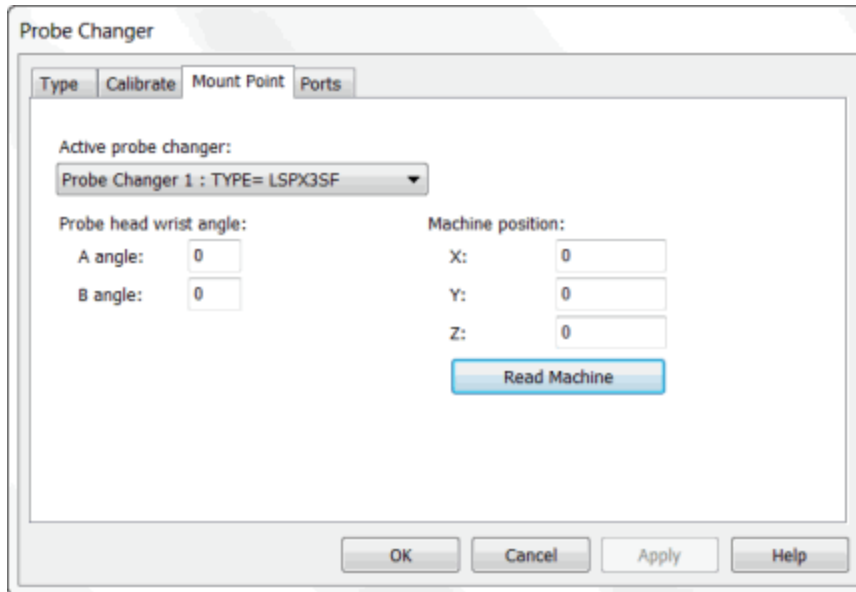 Probe Changer
Type Calibrate Mount Point Ports
Active probe changer:
Probe Changer 1 : TYPE= LSPX3SF
Probe head wrist angle: Machine position:
A angle: 0 X: 0
B angle: 0 Y: 0
Z: 0
Read Machine
OK Cancel Apply Help